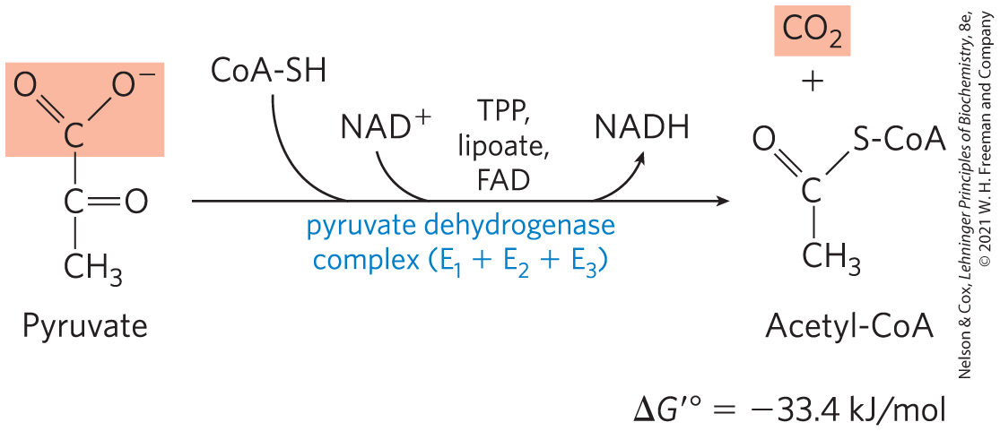 O
O⁻
C
C=O
CH₃
Pyruvate
CoA-SH
NAD⁺
TPP,
lipoate,
FAD
NADH
pyruvate dehydrogenase
complex (E₁ + E₂ + E₃)
CO₂
+
O
S-CoA
C
CH₃
Acetyl-CoA
ΔG′° = −33.4 kJ/mol
Nelson & Cox, Lehninger Principles of Biochemistry, 8e,
© 2021 W. H. Freeman and Company